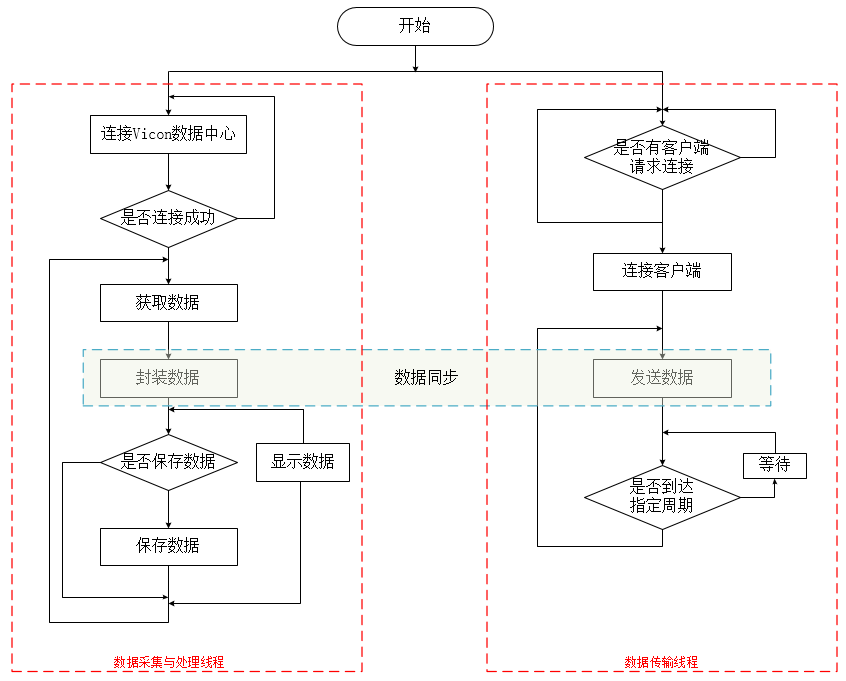 开始
连接Vicon数据中心
是否连接成功
获取数据
封装数据
是否保存数据
显示数据
保存数据
数据采集与处理线程
数据同步
是否有客户端
请求连接
连接客户端
发送数据
等待
是否到达
指定周期
数据传输线程